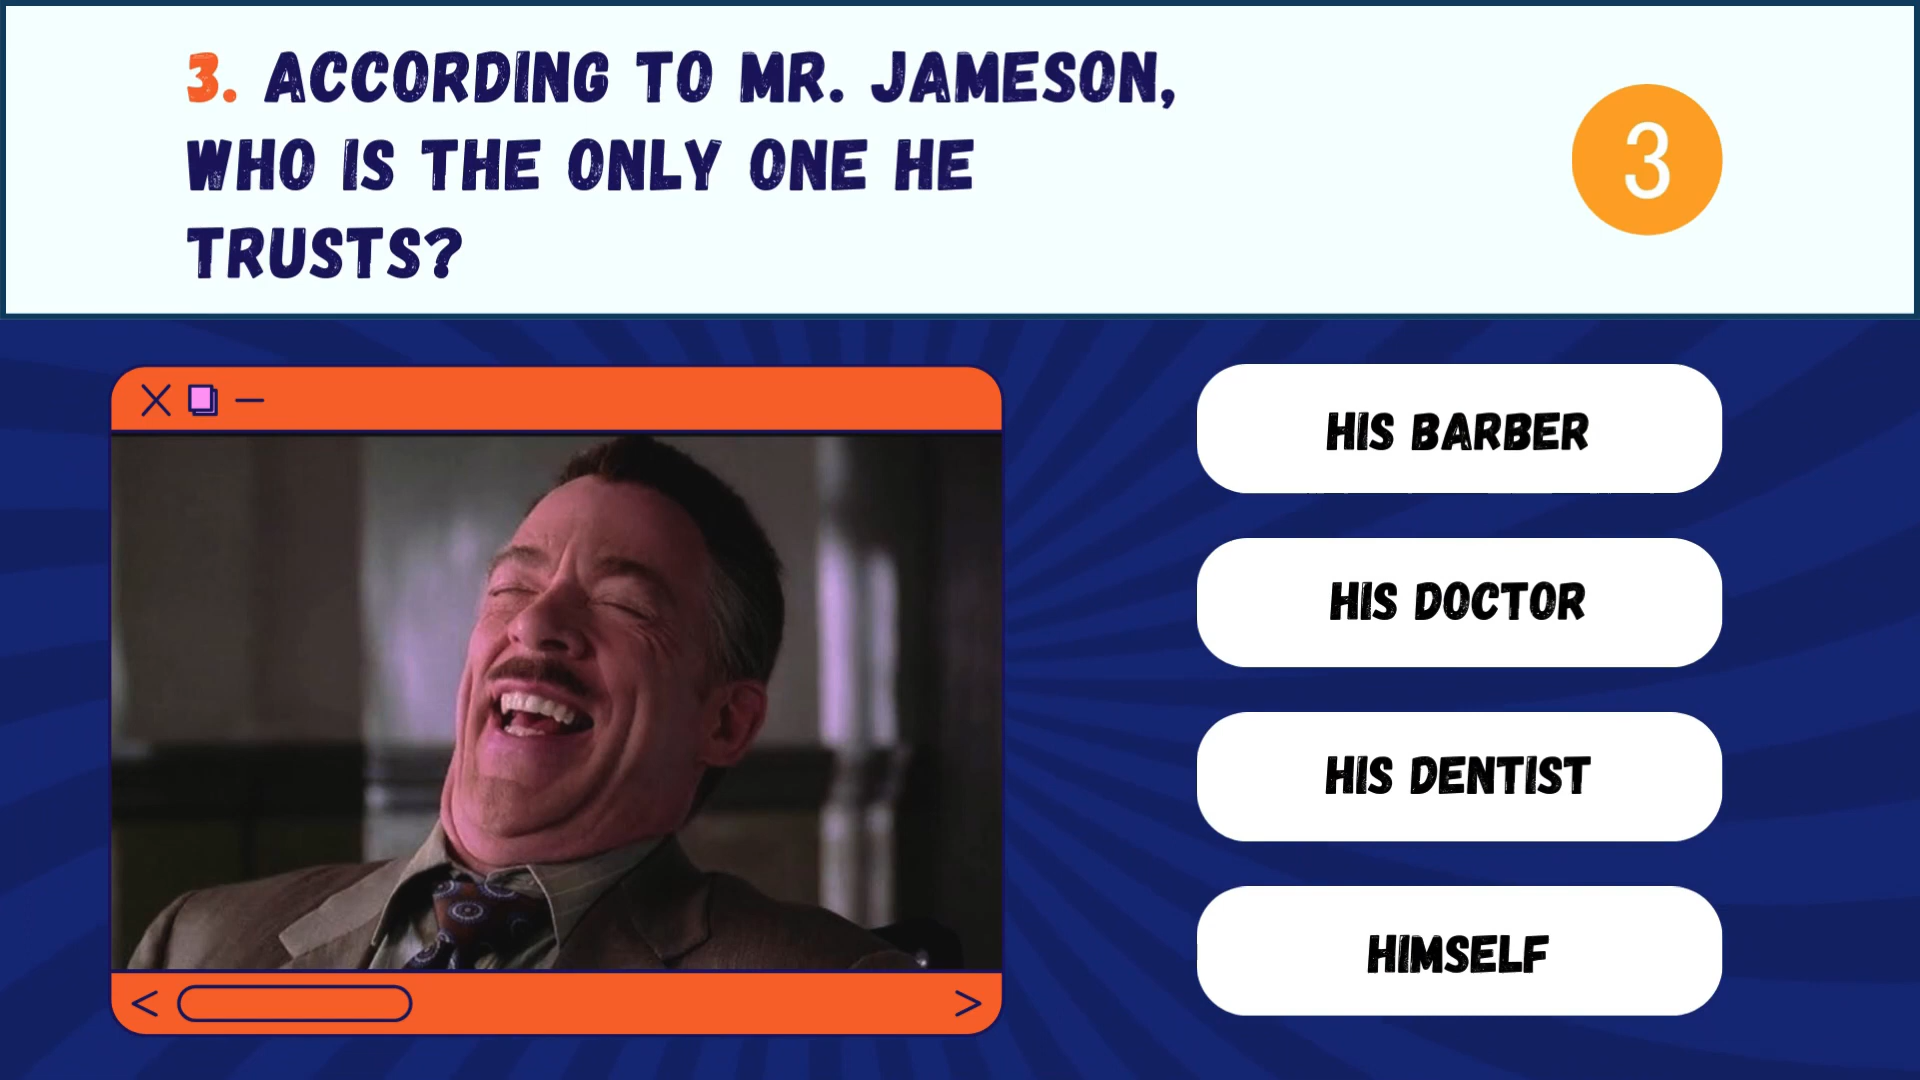 3. ACCORDING TO MR. JAMESON,
WHO IS THE ONLY ONE HE
TRUSTS?
3
HIS BARBER
HIS DOCTOR
HIS DENTIST
HIMSELF